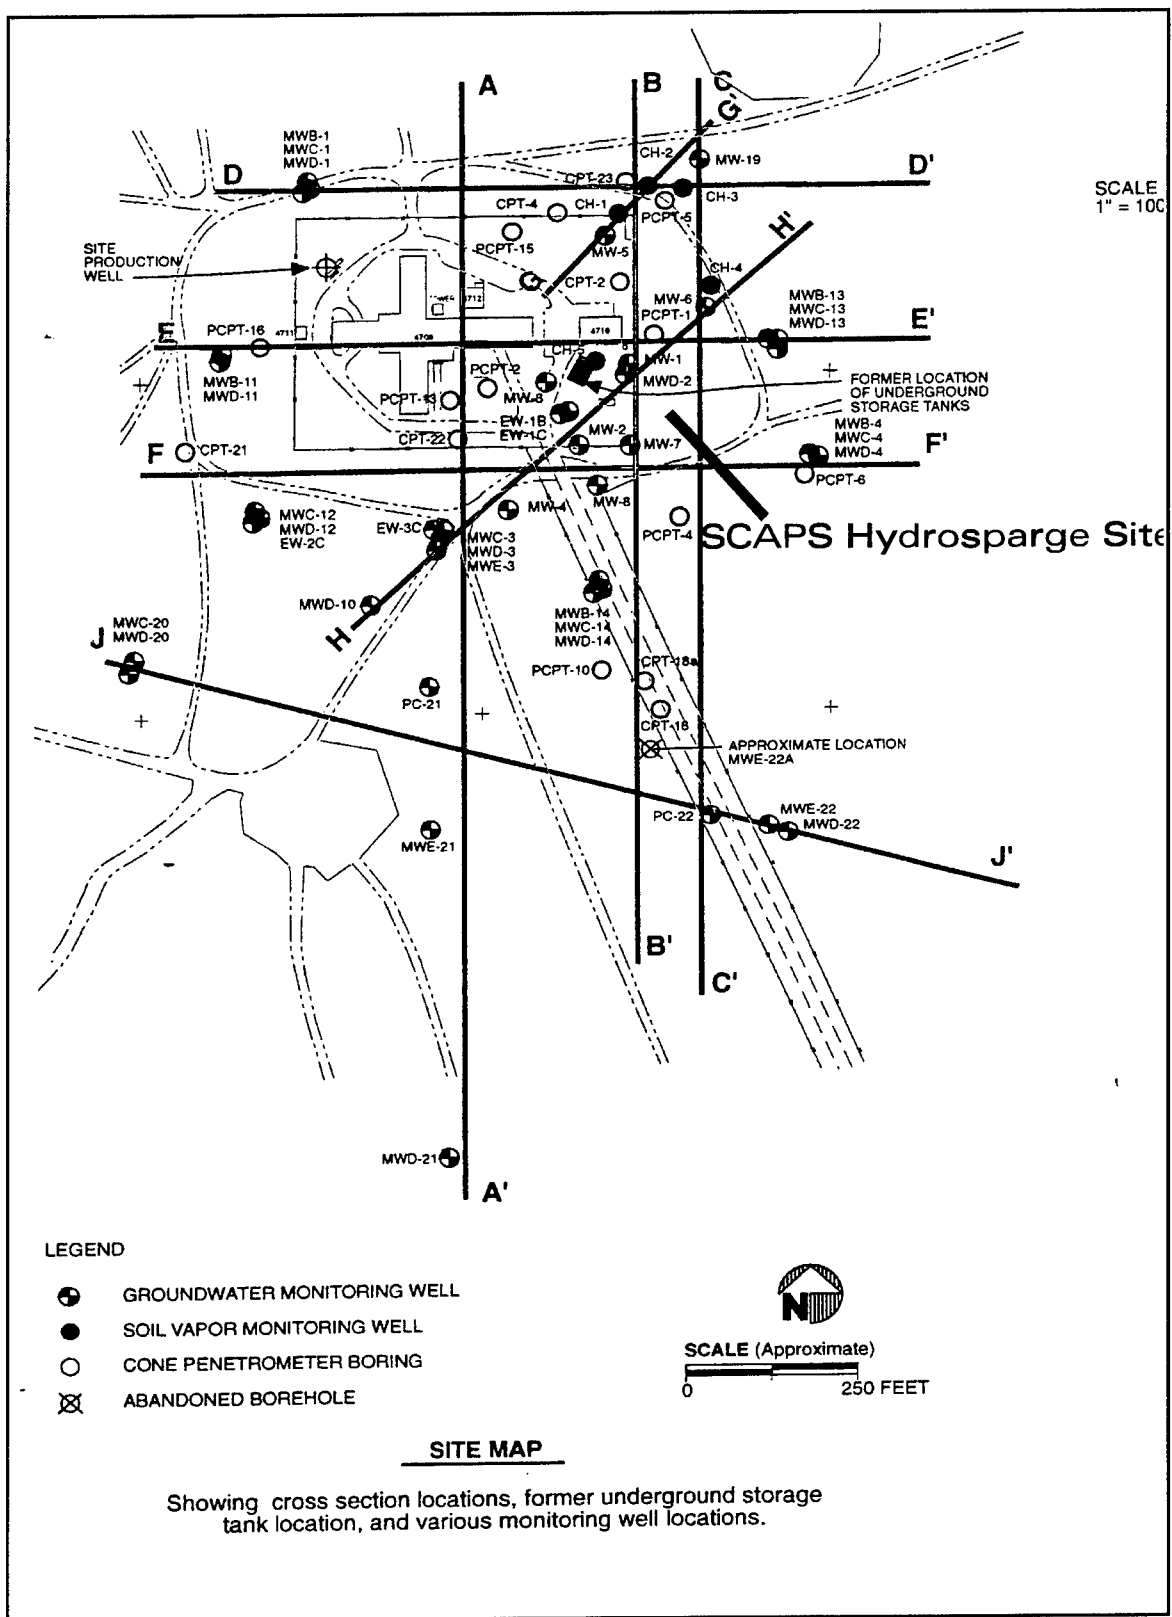 A
B
C
G'
MWB-1
MWC-1
MWD-1
CH-2
MW-19
D
CPT-23
D'
CH-3
SCALE
1" = 100
CPT-4
CH-1
PCPT-5
H'
PCPT-15
MW-5
SITE
PRODUCTION
WELL
G
CPT-2
CH-4
MW-6
MWB-13
MWC-13
MWD-13
4712
PCPT-1
E
PCPT-16
4711
4709
4710
E'
CH-5
MW-1
MWB-11
MWD-11
PCPT-2
MWD-2
FORMER LOCATION
OF UNDERGROUND
STORAGE TANKS
PCPT-13
MW-3
EW-1B
EW-1C
CPT-22
MW-2
MW-7
MWB-4
MWC-4
MWD-4
F
CPT-21
F'
PCPT-6
MW-8
MW-4
MWC-12
MWD-12
EW-2C
EW-3C
MWC-3
MWD-3
MWE-3
PCPT-4
SCAPS Hydrosparge Site
MWD-10
H
MWB-14
MWC-14
MWD-14
J
MWC-20
MWD-20
PCPT-10
CPT-18a
PC-21
CPT-18
APPROXIMATE LOCATION
MWE-22A
PC-22
MWE-22
MWD-22
MWE-21
J'
B'
C'
MWD-21
A'
LEGEND
GROUNDWATER MONITORING WELL
SOIL VAPOR MONITORING WELL
CONE PENETROMETER BORING
ABANDONED BOREHOLE
N
SCALE (Approximate)
0
250 FEET
SITE MAP
Showing cross section locations, former underground storage
tank location, and various monitoring well locations.